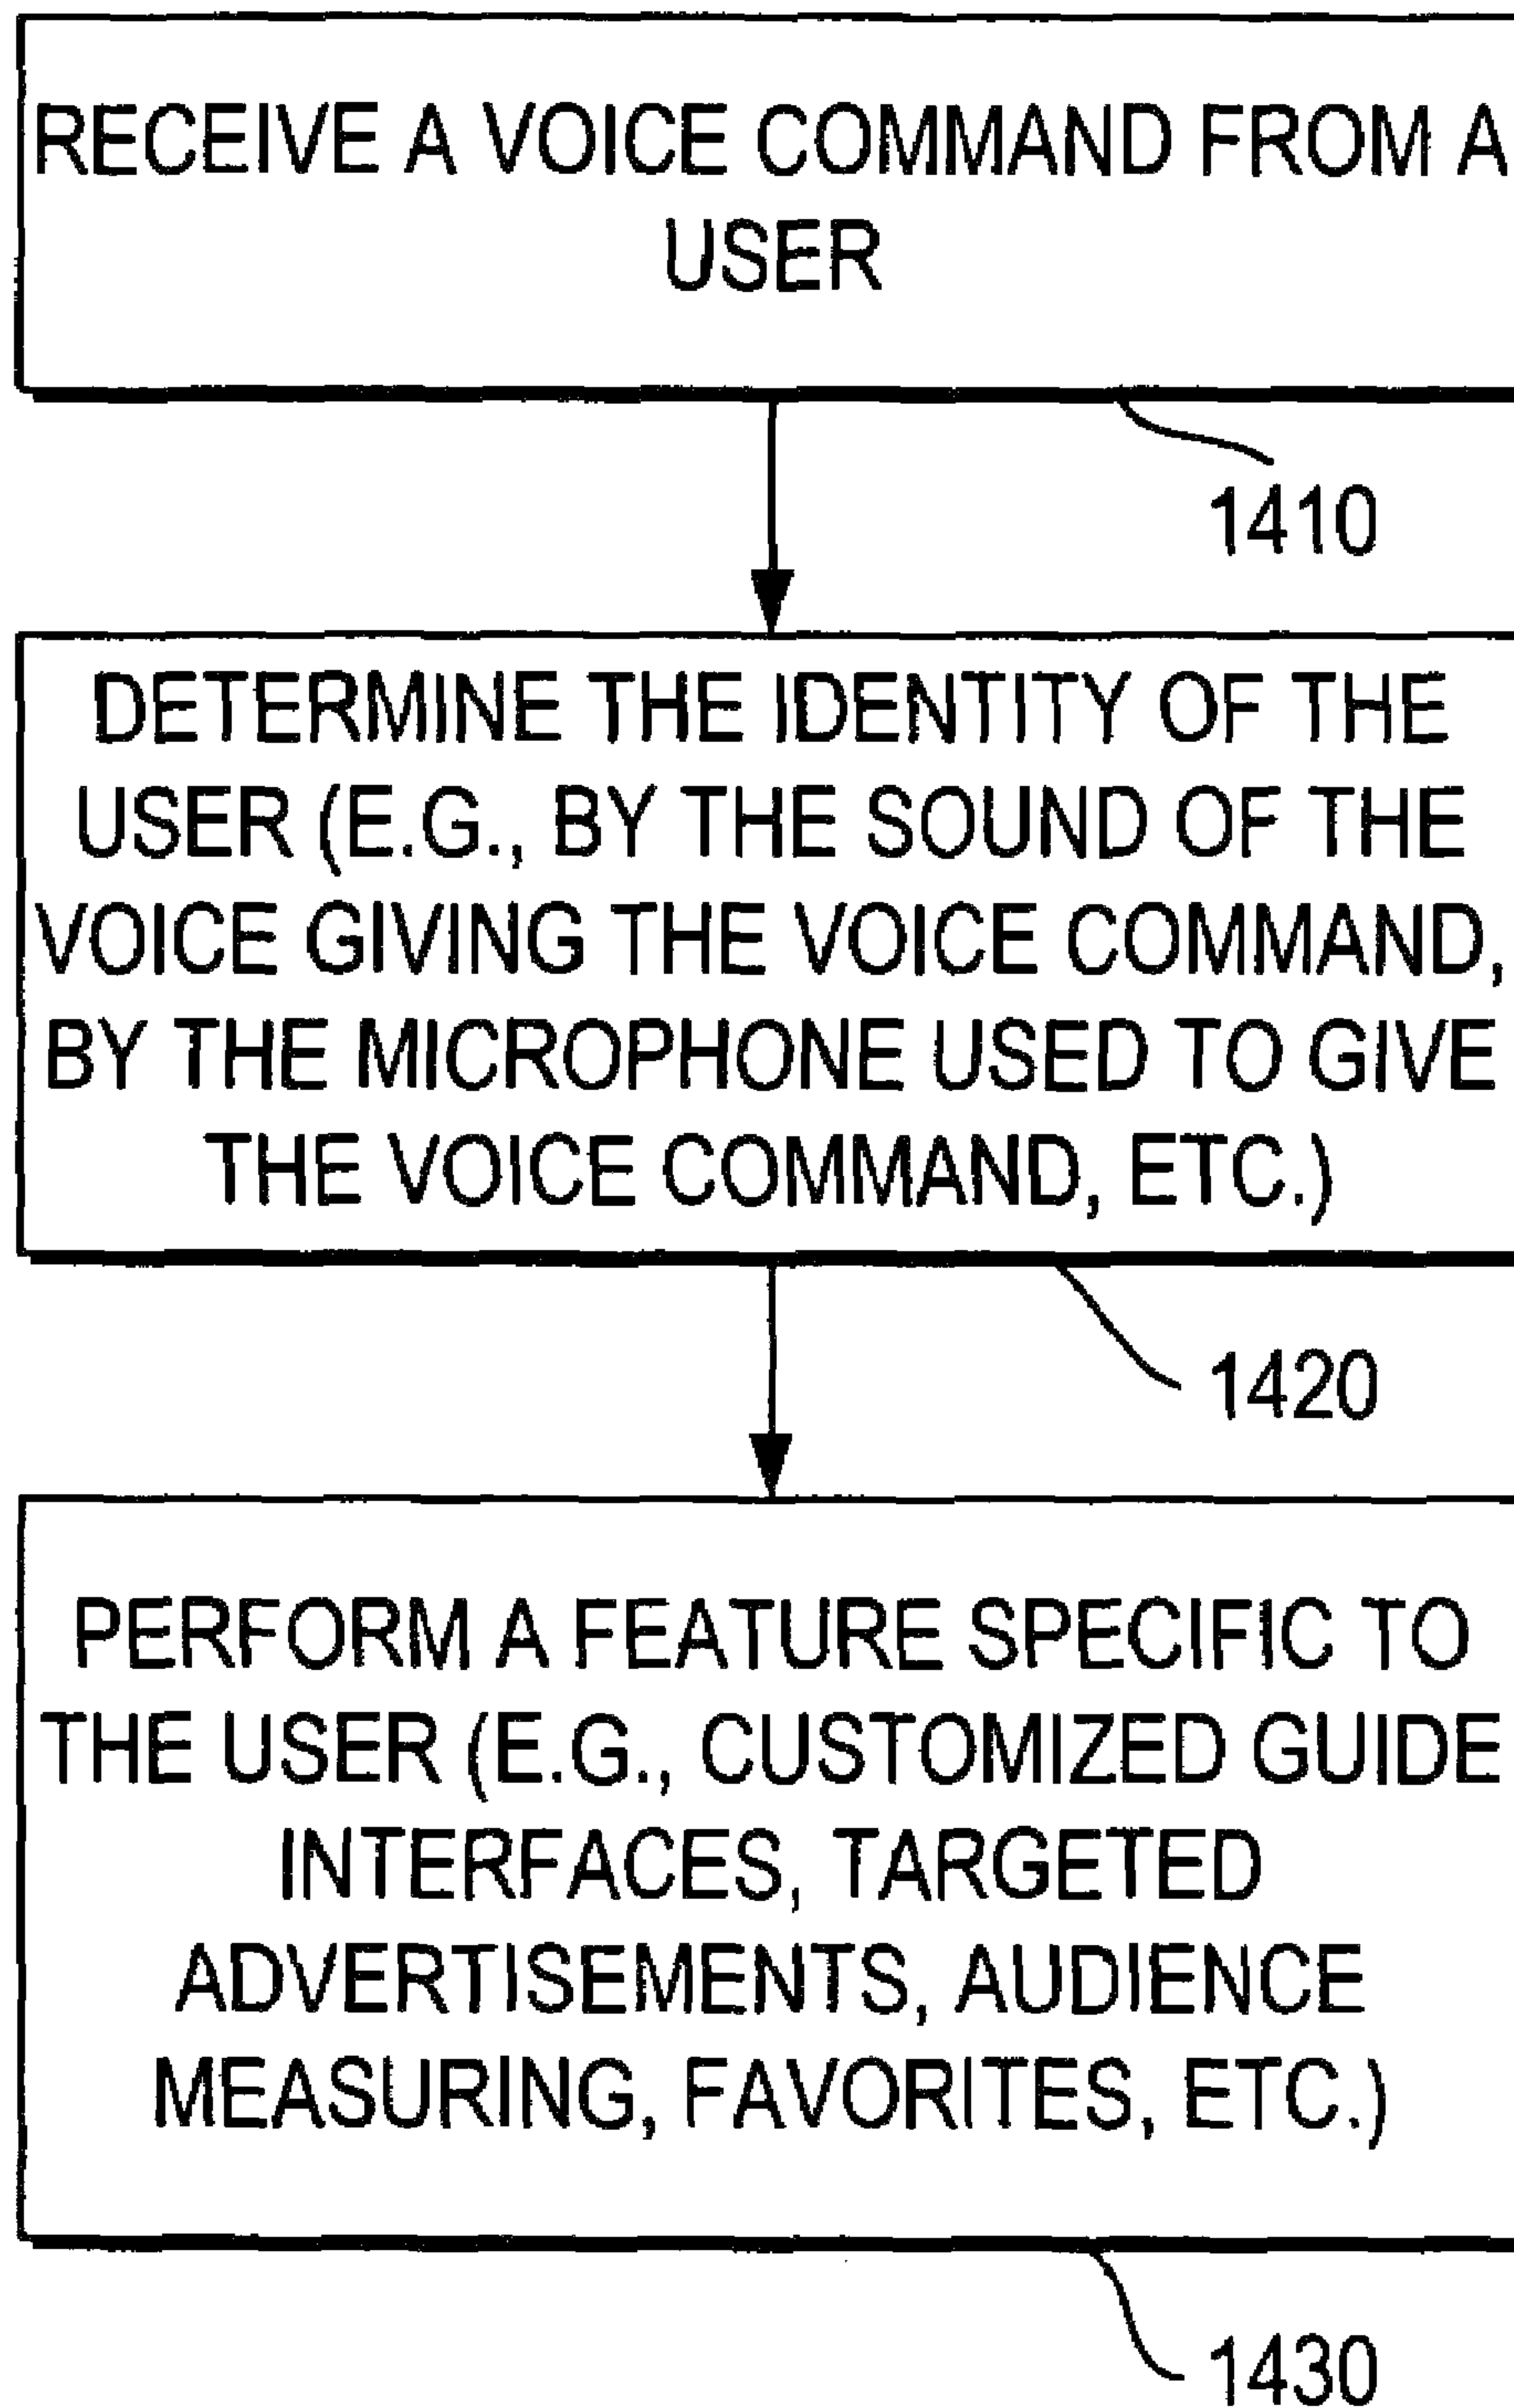 RECEIVE A VOICE COMMAND FROM A
USER
1410
DETERMINE THE IDENTITY OF THE
USER (E.G., BY THE SOUND OF THE
VOICE GIVING THE VOICE COMMAND,
BY THE MICROPHONE USED TO GIVE
THE VOICE COMMAND, ETC.)
1420
PERFORM A FEATURE SPECIFIC TO
THE USER (E.G., CUSTOMIZED GUIDE
INTERFACES, TARGETED
ADVERTISEMENTS, AUDIENCE
MEASURING, FAVORITES, ETC.)
1430